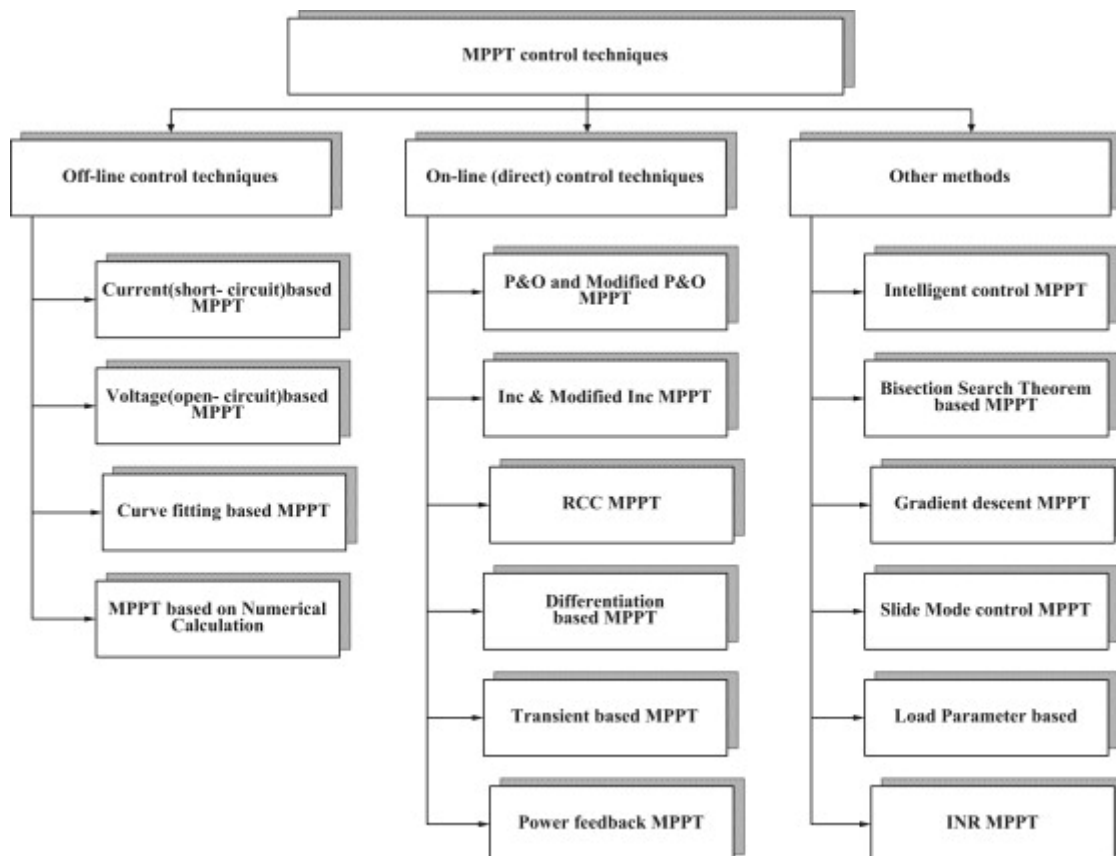 MPPT control techniques
Off-line control techniques
Current(short- circuit)based
MPPT
Voltage(open- circuit)based
MPPT
Curve fitting based MPPT
MPPT based on Numerical
Calculation
On-line (direct) control techniques
P&O and Modified P&O
MPPT
Inc & Modified Inc MPPT
RCC MPPT
Differentiation
based MPPT
Transient based MPPT
Power feedback MPPT
Other methods
Intelligent control MPPT
Bisection Search Theorem
based MPPT
Gradient descent MPPT
Slide Mode control MPPT
Load Parameter based
INR MPPT